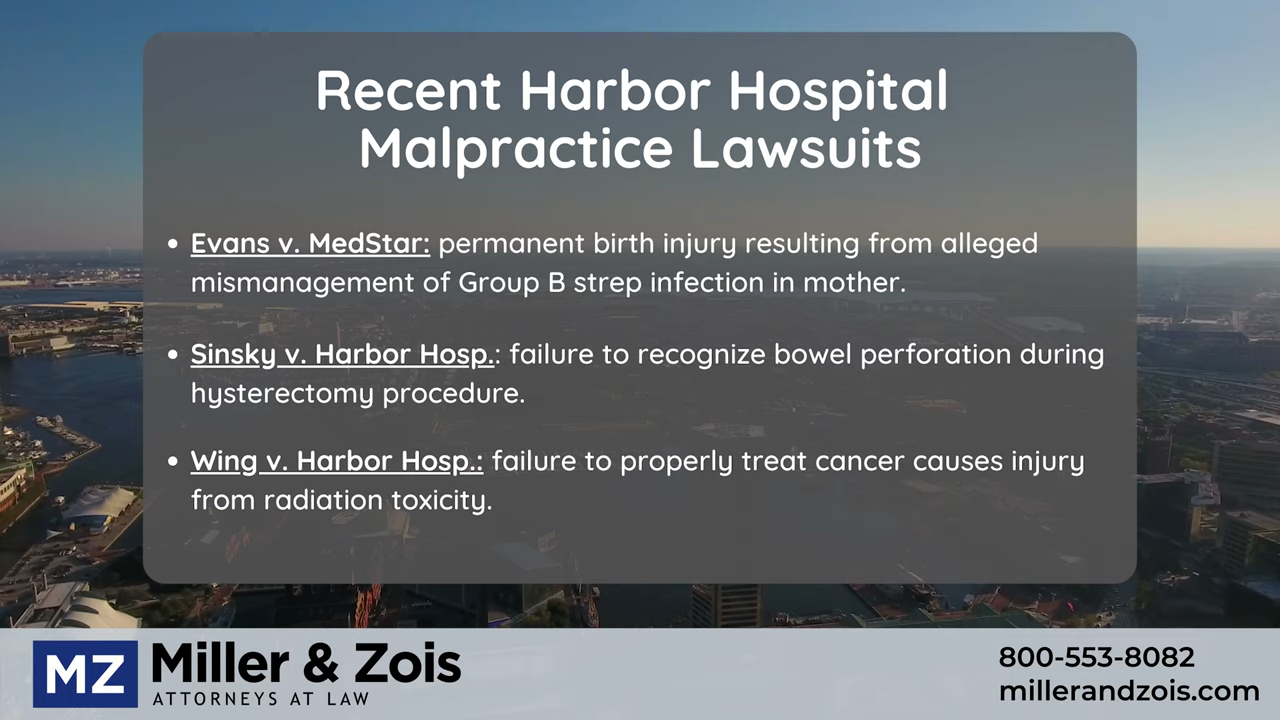 Recent Harbor Hospital
Malpractice Lawsuits
• Evans v. MedStar: permanent birth injury resulting from alleged
mismanagement of Group B strep infection in mother.
• Sinsky v. Harbor Hosp.: failure to recognize bowel perforation during
hysterectomy procedure.
• Wing v. Harbor Hosp.: failure to properly treat cancer causes injury
from radiation toxicity.
MZ
Miller & Zois
ATTORNEYS AT LAW
800-553-8082
millerandzois.com